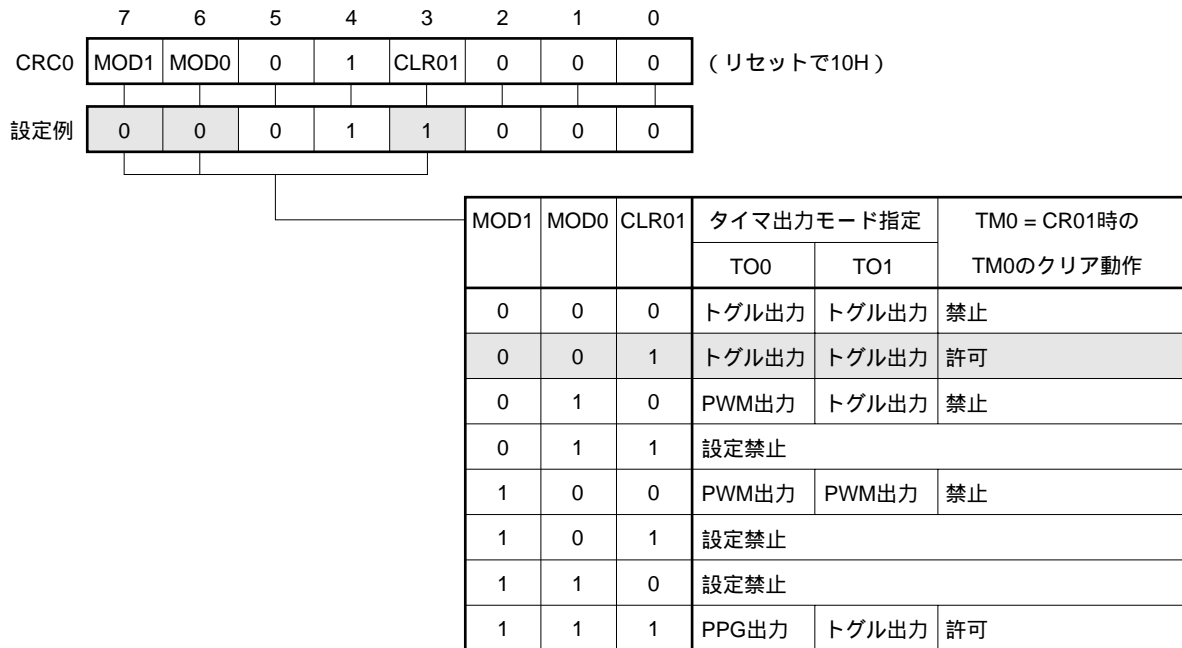 7 6 5 4 3 2 1 0
CRC0 MOD1 MOD0 0 1 CLR01 0 0 0 （リセットで10H）
設定例 0 0 0 1 1 0 0 0
MOD1 MOD0 CLR01 タイマ出力モード指定 TM0 = CR01時の
TO0 TO1 TM0のクリア動作
0 0 0 トグル出力 トグル出力 禁止
0 0 1 トグル出力 トグル出力 許可
0 1 0 PWM出力 トグル出力 禁止
0 1 1 設定禁止
1 0 0 PWM出力 PWM出力 禁止
1 0 1 設定禁止
1 1 0 設定禁止
1 1 1 PPG出力 トグル出力 許可